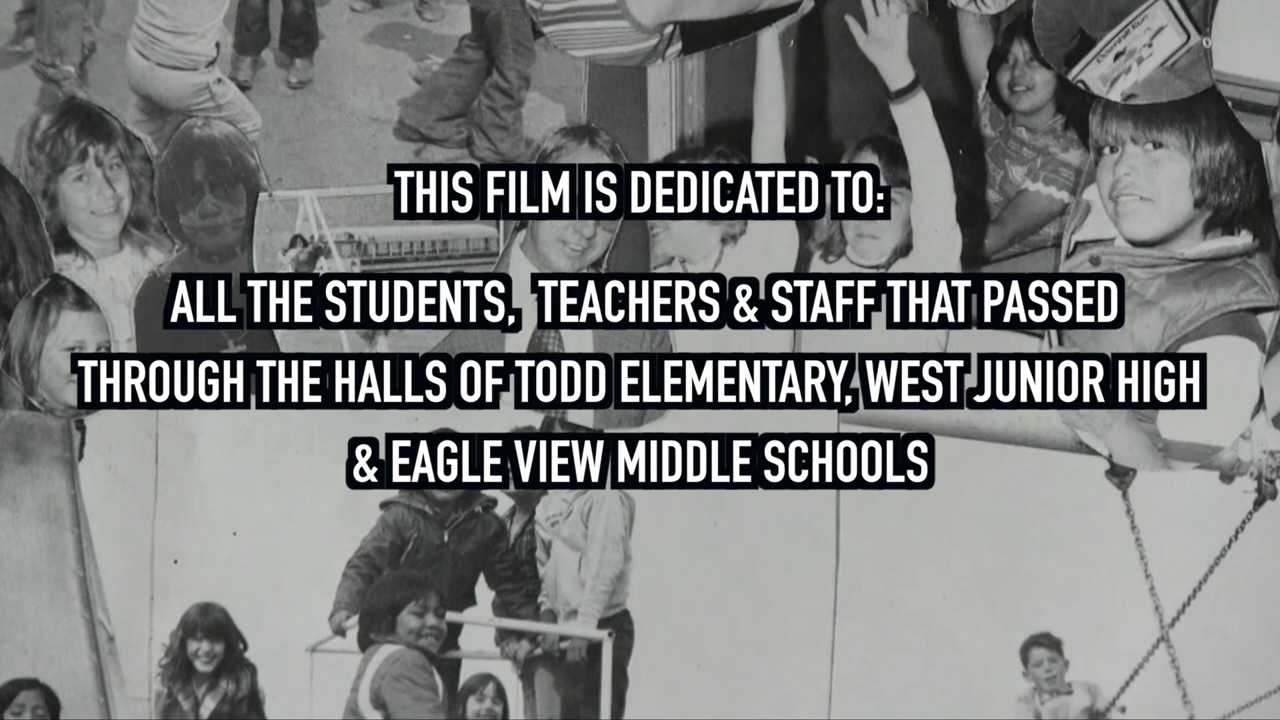 THIS FILM IS DEDICATED TO:
ALL THE STUDENTS, TEACHERS & STAFF THAT PASSED
THROUGH THE HALLS OF TODD ELEMENTARY, WEST JUNIOR HIGH
& EAGLE VIEW MIDDLE SCHOOLS